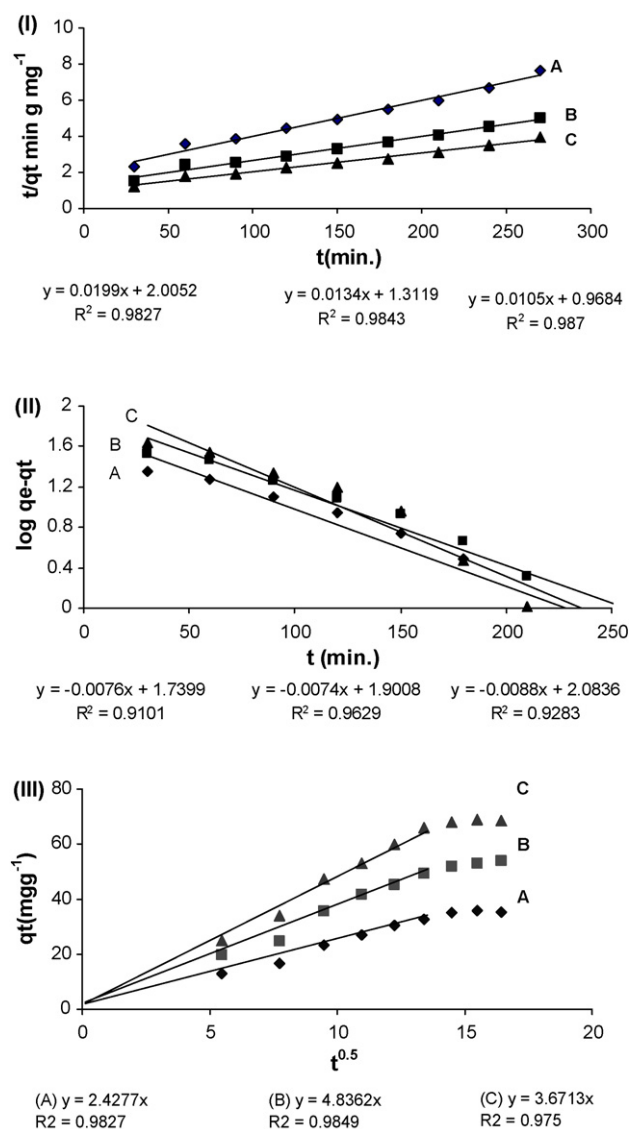 (I)
10
8
6
4
2
0
t/qt min g mg⁻¹
A
B
C
0 50 100 150 200 250 300
t(min.)
y = 0.0199x + 2.0052 y = 0.0134x + 1.3119 y = 0.0105x + 0.9684
R² = 0.9827 R² = 0.9843 R² = 0.987
(II)
2
1.6
1.2
0.8
0.4
0
log qe-qt
C
B
A
0 50 100 150 200 250
t (min.)
y = -0.0076x + 1.7399 y = -0.0074x + 1.9008 y = -0.0088x + 2.0836
R² = 0.9101 R² = 0.9629 R² = 0.9283
(III)
80
60
40
20
0
qt(mgg⁻¹)
C
B
A
0 5 10 15 20
t⁰·⁵
(A) y = 2.4277x (B) y = 4.8362x (C) y = 3.6713x
R2 = 0.9827 R2 = 0.9849 R2 = 0.975